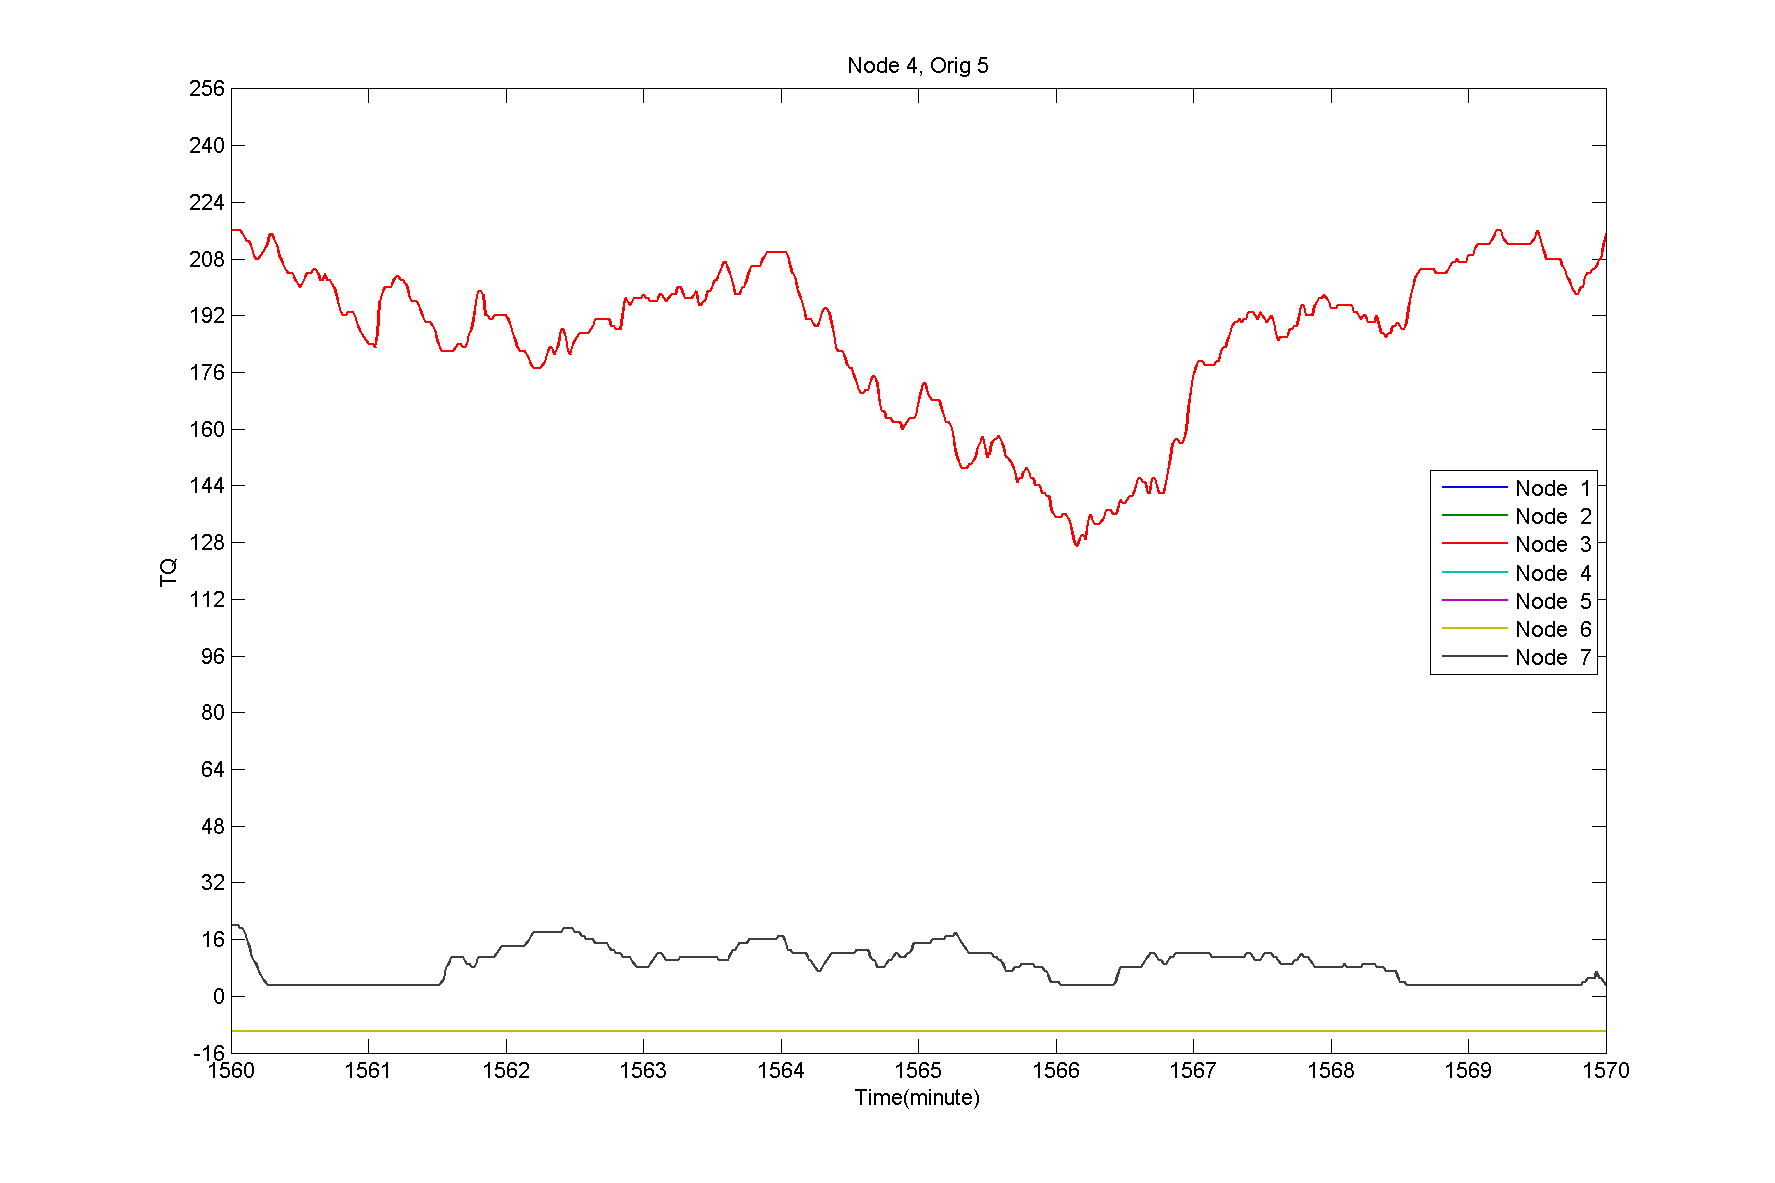 Node 4, Orig 5
256
240
224
208
192
176
160
144
128
112
96
80
64
48
32
16
0
-16
TQ
Node 1
Node 2
Node 3
Node 4
Node 5
Node 6
Node 7
1560 1561 1562 1563 1564 1565 1566 1567 1568 1569 1570
Time(minute)